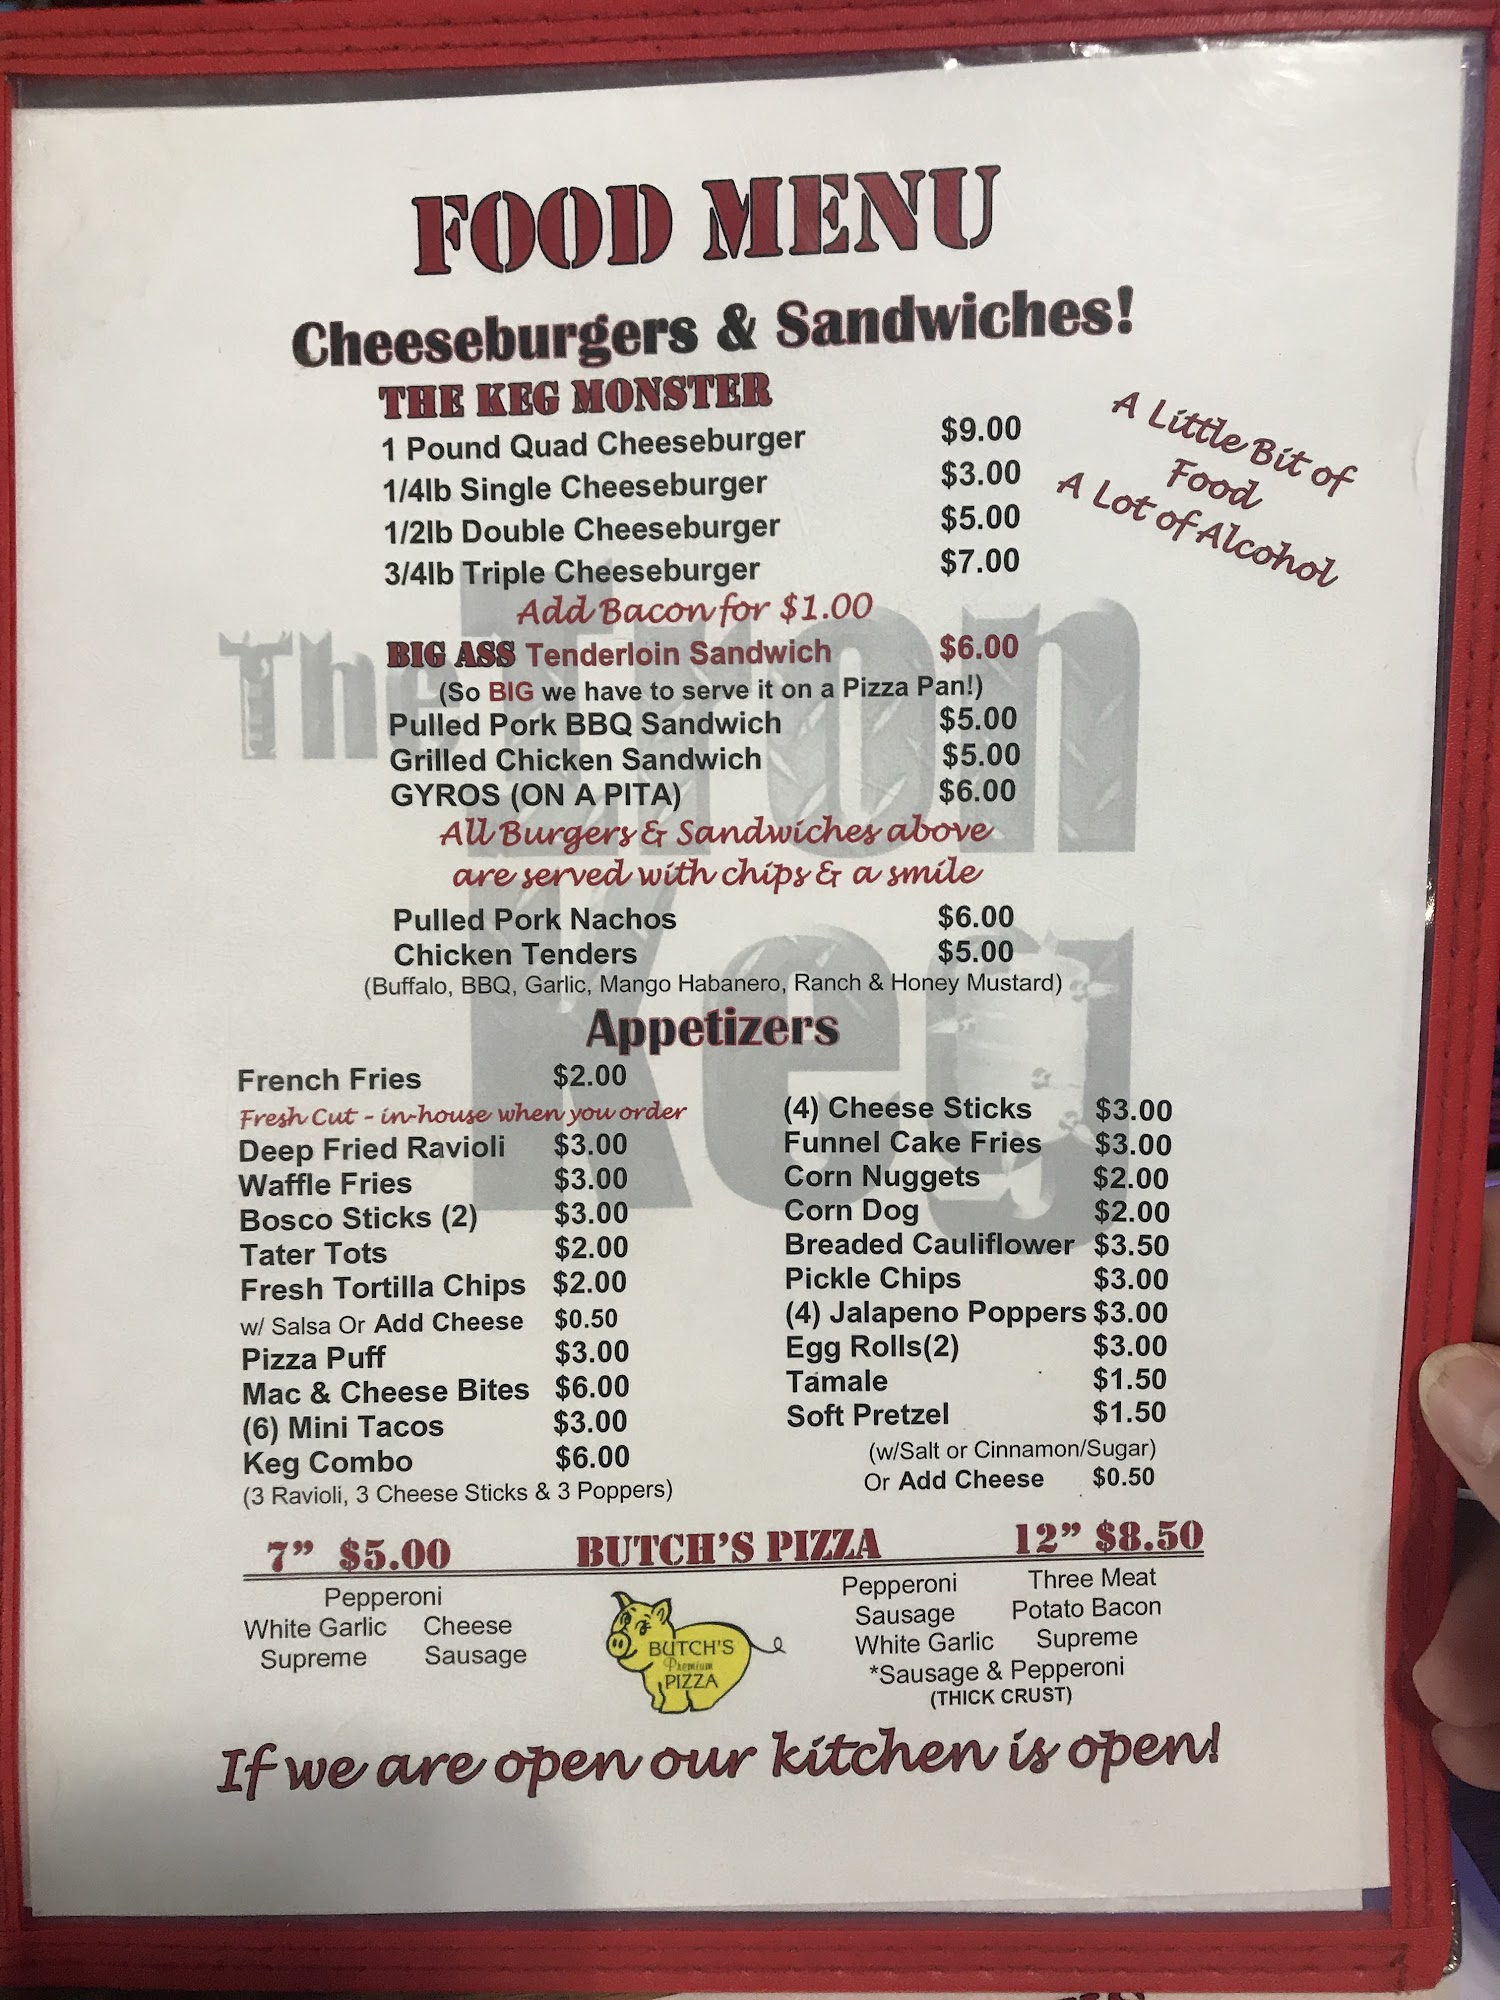 FOOD MENU
Cheeseburgers & Sandwiches!
THE KEG MONSTER
1 Pound Quad Cheeseburger $9.00
1/4lb Single Cheeseburger $3.00
1/2lb Double Cheeseburger $5.00
3/4lb Triple Cheeseburger $7.00
Add Bacon for $1.00
A Little Bit of
Food
A Lot of Alcohol
BIG ASS Tenderloin Sandwich $6.00
(So BIG we have to serve it on a Pizza Pan!)
Pulled Pork BBQ Sandwich $5.00
Grilled Chicken Sandwich $5.00
GYROS (ON A PITA) $6.00
All Burgers & Sandwiches above
are served with chips & a smile
Pulled Pork Nachos $6.00
Chicken Tenders $5.00
(Buffalo, BBQ, Garlic, Mango Habanero, Ranch & Honey Mustard)
The Iron
Keg
Appetizers
French Fries $2.00
Fresh Cut - in-house when you order
Deep Fried Ravioli $3.00
Waffle Fries $3.00
Bosco Sticks (2) $3.00
Tater Tots $2.00
Fresh Tortilla Chips $2.00
w/ Salsa Or Add Cheese $0.50
Pizza Puff $3.00
Mac & Cheese Bites $6.00
(6) Mini Tacos $3.00
Keg Combo $6.00
(3 Ravioli, 3 Cheese Sticks & 3 Poppers)
(4) Cheese Sticks $3.00
Funnel Cake Fries $3.00
Corn Nuggets $2.00
Corn Dog $2.00
Breaded Cauliflower $3.50
Pickle Chips $3.00
(4) Jalapeno Poppers $3.00
Egg Rolls(2) $3.00
Tamale $1.50
Soft Pretzel $1.50
(w/Salt or Cinnamon/Sugar)
Or Add Cheese $0.50
7" $5.00 BUTCH'S PIZZA 12" $8.50
Pepperoni
White Garlic Cheese
Supreme Sausage
BUTCH'S
Premium
PIZZA
Pepperoni Three Meat
Sausage Potato Bacon
White Garlic Supreme
*Sausage & Pepperoni
(THICK CRUST)
If we are open our kitchen is open!